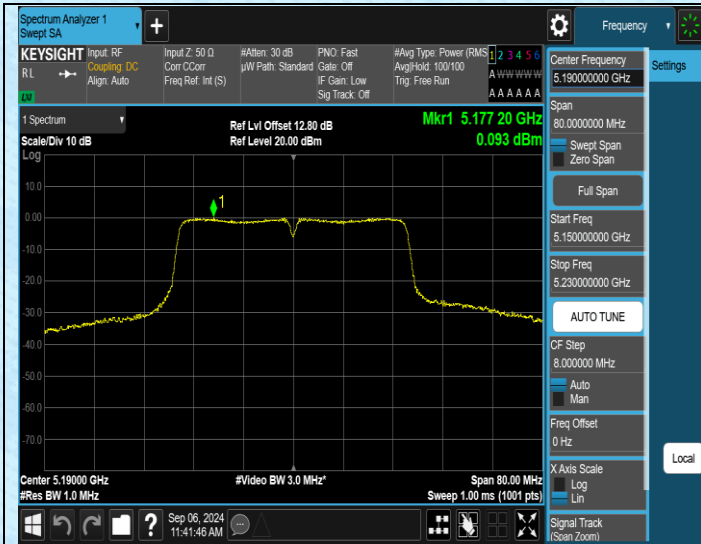 Spectrum Analyzer 1
Swept SA
+
Frequency
KEYSIGHT
RL
LU
Input: RF
Coupling: DC
Align: Auto
Input Z: 50 Ω
Corr CCorr
Freq Ref: Int (S)
#Atten: 30 dB
µW Path: Standard
PNO: Fast
Gate: Off
IF Gain: Low
Sig Track: Off
#Avg Type: Power (RMS
Avg|Hold: 100/100
Trig: Free Run
1 2 3 4 5 6
A W W W W W
A A A A A A
1 Spectrum
Scale/Div 10 dB
Log
Ref Lvl Offset 12.80 dB
Ref Level 20.00 dBm
Mkr1 5.177 20 GHz
0.093 dBm
10.0
0.00
-10.0
-20.0
-30.0
-40.0
-50.0
-60.0
-70.0
1
Center 5.19000 GHz
#Res BW 1.0 MHz
#Video BW 3.0 MHz*
Span 80.00 MHz
Sweep 1.00 ms (1001 pts)
?
Sep 06, 2024
11:41:46 AM
Center Frequency
5.190000000 GHz
Span
80.0000000 MHz
Swept Span
Zero Span
Full Span
Start Freq
5.150000000 GHz
Stop Freq
5.230000000 GHz
AUTO TUNE
CF Step
8.000000 MHz
Auto
Man
Freq Offset
0 Hz
X Axis Scale
Log
Lin
Signal Track
(Span Zoom)
Settings
Local